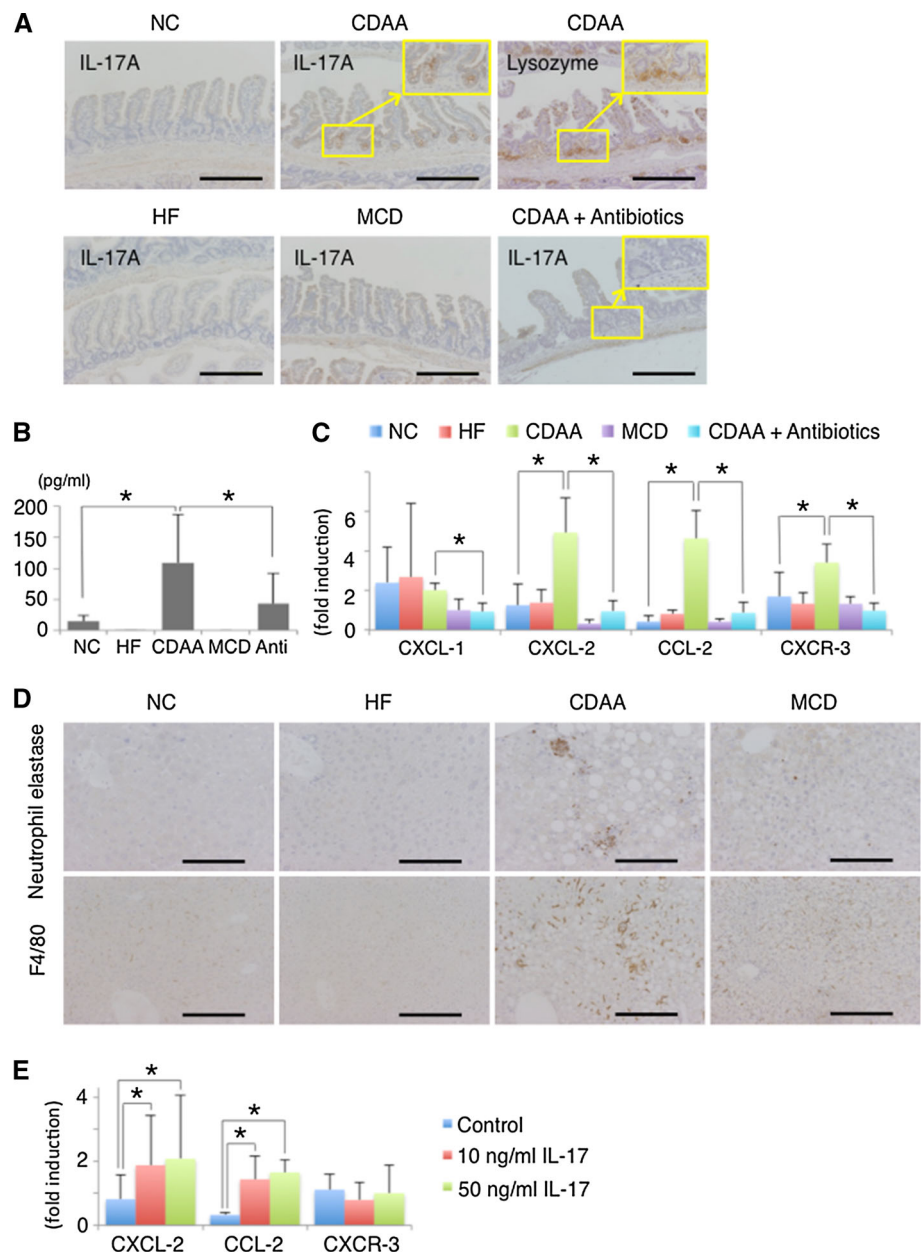 A
NC
CDAA
CDAA
IL-17A
IL-17A
Lysozyme
HF
MCD
CDAA + Antibiotics
IL-17A
IL-17A
IL-17A
B
(pg/ml)
*
*
200
150
100
50
0
NC HF CDAA MCD Anti
C
NC HF CDAA MCD CDAA + Antibiotics
(fold induction)
6
4
2
0
*
*
*
*
*
*
*
CXCL-1 CXCL-2 CCL-2 CXCR-3
D
NC HF CDAA MCD
Neutrophil elastase
F4/80
E
(fold induction)
4
2
0
*
*
*
*
CXCL-2 CCL-2 CXCR-3
Control
10 ng/ml IL-17
50 ng/ml IL-17